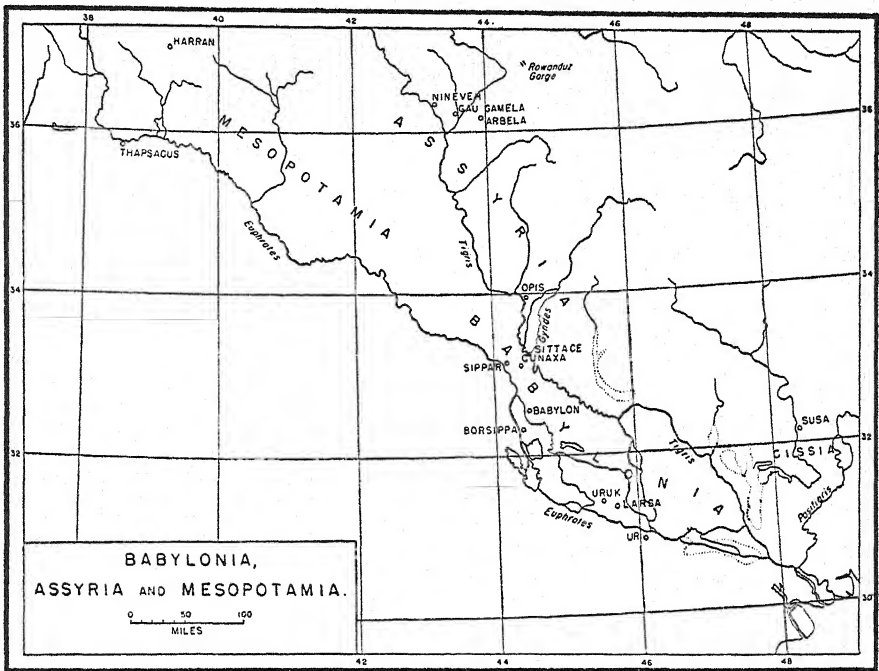 38
40
42
44.
46
48
HARRAN
Rowanduz
Gorge
NINEVEH
GAUGAMELA
ARBELA
36
36
THAPSACUS
MESOPOTAMIA
ASSYRIA
Euphrates
Tigris
34
OPIS
34
Gyndes
SITTACE
CUNAXA
SIPPAR
BABYLONIA
BABYLON
BORSIPPA
SUSA
CISSIA
32
32
Tigris
Pasitigris
URUK
LARSA
Euphrates
UR
BABYLONIA,
ASSYRIA AND MESOPOTAMIA.
0 50 100
MILES
30
42
44
46
48